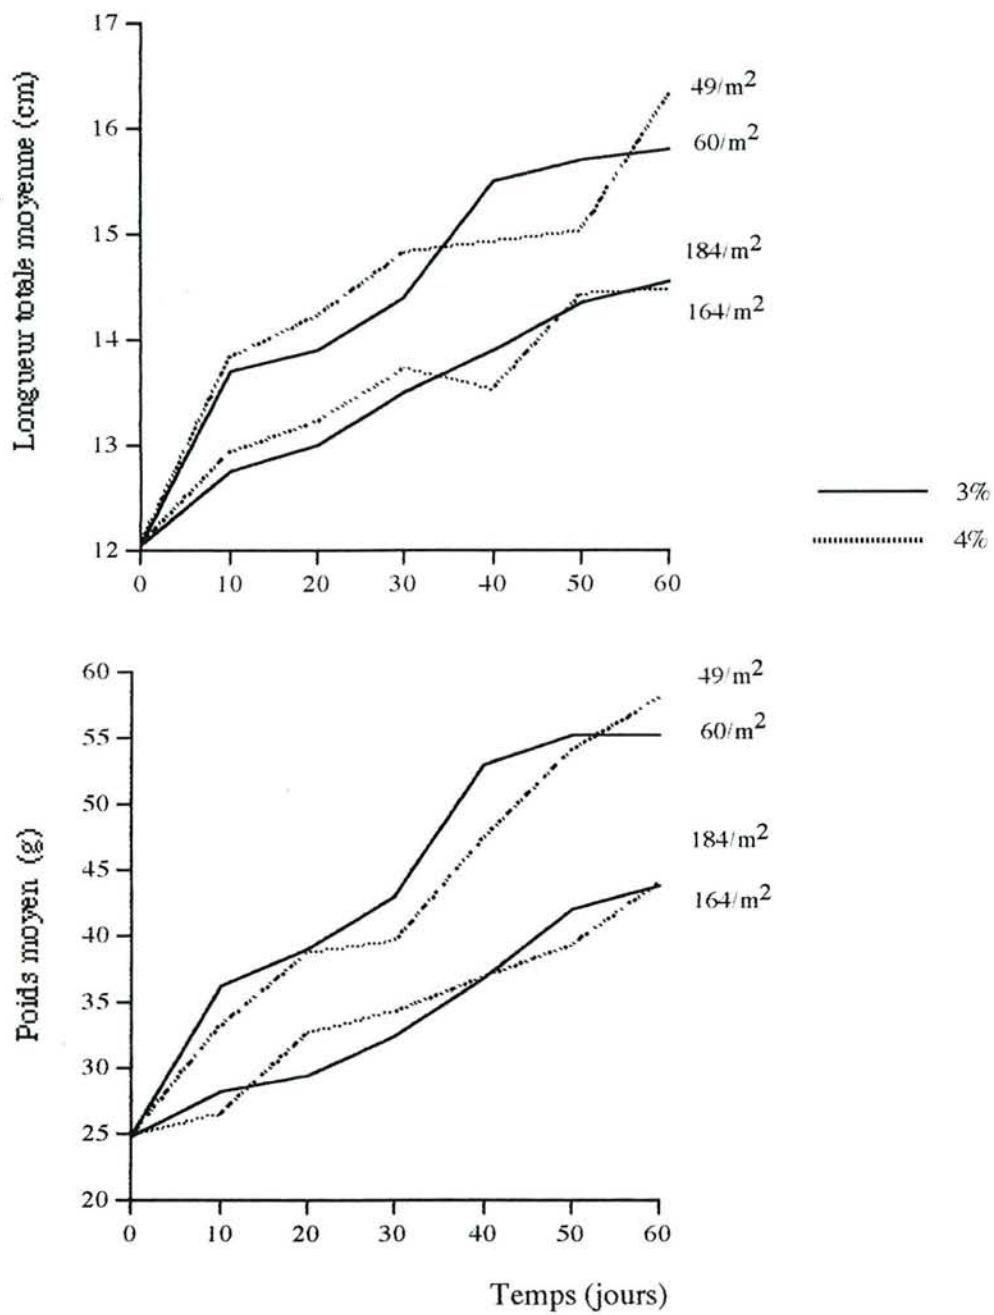 Longueur totale moyenne (cm)
17
16
15
14
13
12
0 10 20 30 40 50 60
49/m2
60/m2
184/m2
164/m2
3%
4%
Poids moyen (g)
60
55
50
45
40
35
30
25
20
0 10 20 30 40 50 60
49/m2
60/m2
184/m2
164/m2
Temps (jours)